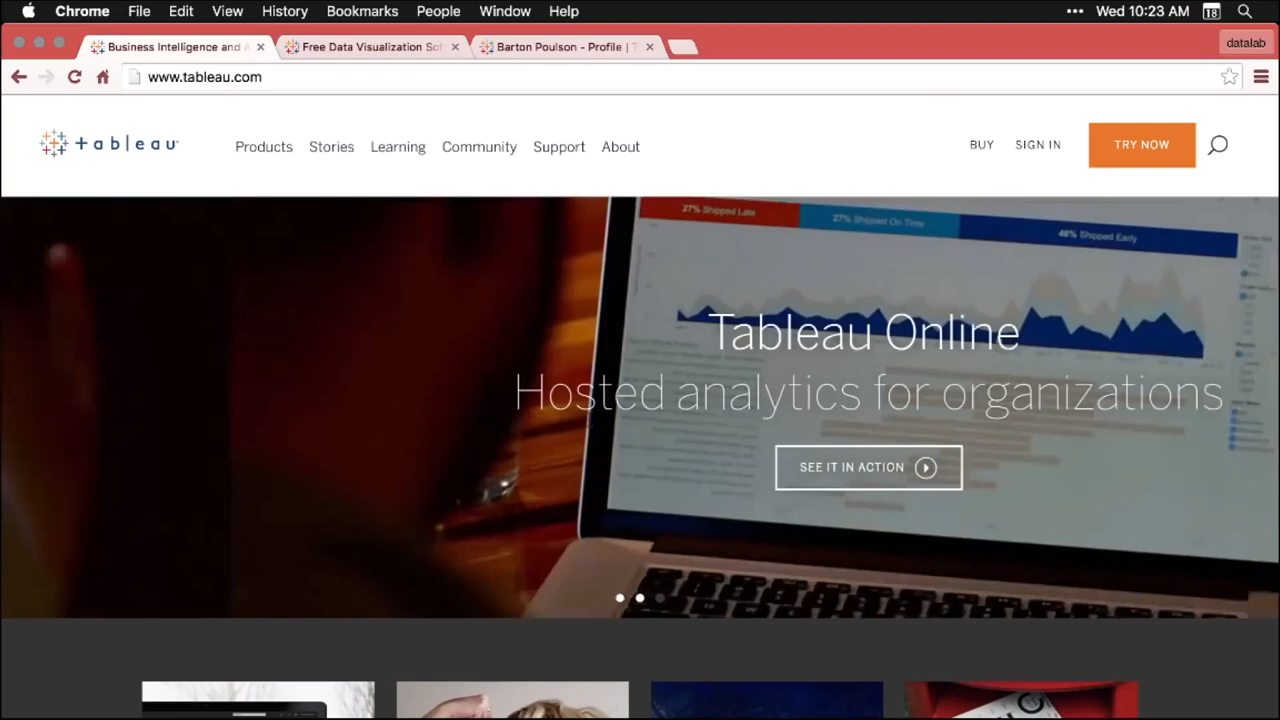 Chrome File Edit View History Bookmarks People Window Help ••• Wed 10:23 AM 18
Business Intelligence and A Free Data Visualization Sof Barton Poulson - Profile | T datalab
www.tableau.com
tableau Products Stories Learning Community Support About BUY SIGN IN TRY NOW
27% Shipped Late 27% Shipped On Time 46% Shipped Early
Tableau Online
Hosted analytics for organizations
SEE IT IN ACTION